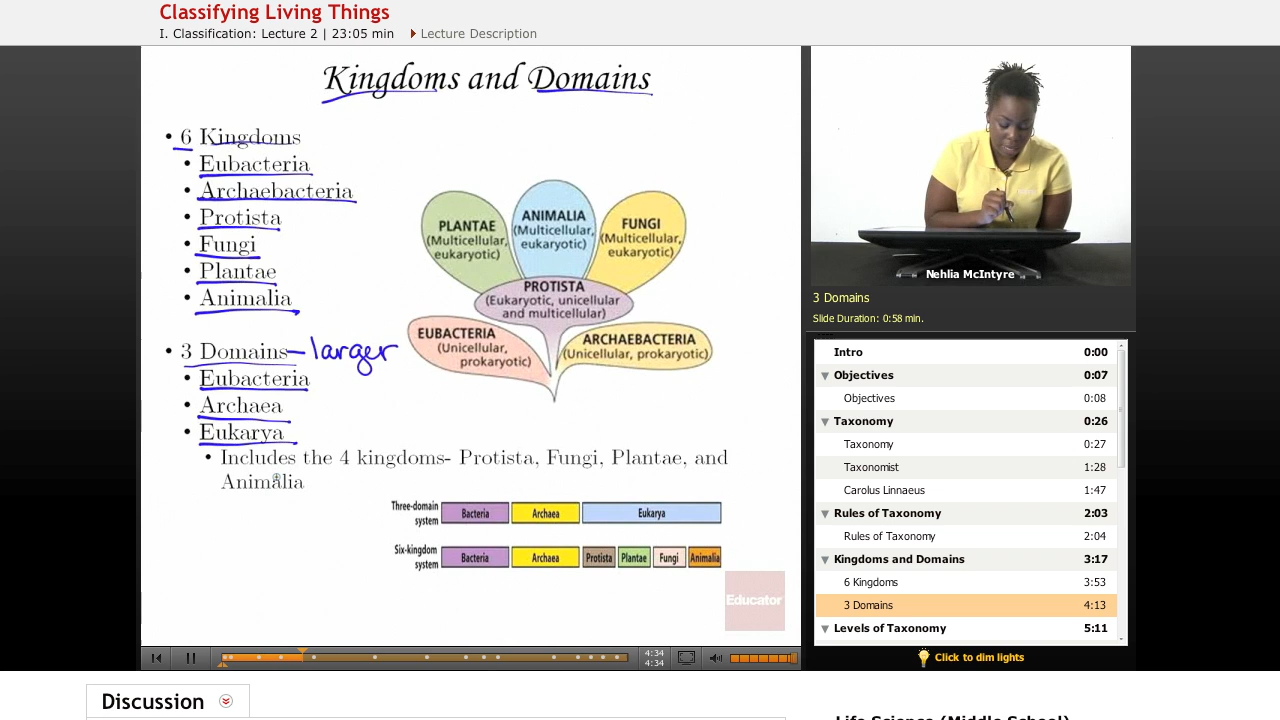 Classifying Living Things
I. Classification: Lecture 2 | 23:05 min
Lecture Description
Kingdoms and Domains
• 6 Kingdoms
• Eubacteria
• Archaebacteria
• Protista
• Fungi
• Plantae
• Animalia
• 3 Domains – larger
• Eubacteria
• Archaea
• Eukarya
• Includes the 4 kingdoms- Protista, Fungi, Plantae, and
Animalia
PLANTAE
(Multicellular,
eukaryotic)
ANIMALIA
(Multicellular,
eukaryotic)
FUNGI
(Multicellular,
eukaryotic)
PROTISTA
(Eukaryotic, unicellular
and multicellular)
EUBACTERIA
(Unicellular,
prokaryotic)
ARCHAEBACTERIA
(Unicellular, prokaryotic)
Three-domain
system
Bacteria
Archaea
Eukarya
Six-kingdom
system
Bacteria
Archaea
Protista
Plantae
Fungi
Animalia
Educator
4:34
4:34
Nehlia McIntyre
3 Domains
Slide Duration: 0:58 min.
Intro 0:00
Objectives 0:07
Objectives 0:08
Taxonomy 0:26
Taxonomy 0:27
Taxonomist 1:28
Carolus Linnaeus 1:47
Rules of Taxonomy 2:03
Rules of Taxonomy 2:04
Kingdoms and Domains 3:17
6 Kingdoms 3:53
3 Domains 4:13
Levels of Taxonomy 5:11
Click to dim lights
Discussion
Life Science (Middle School)